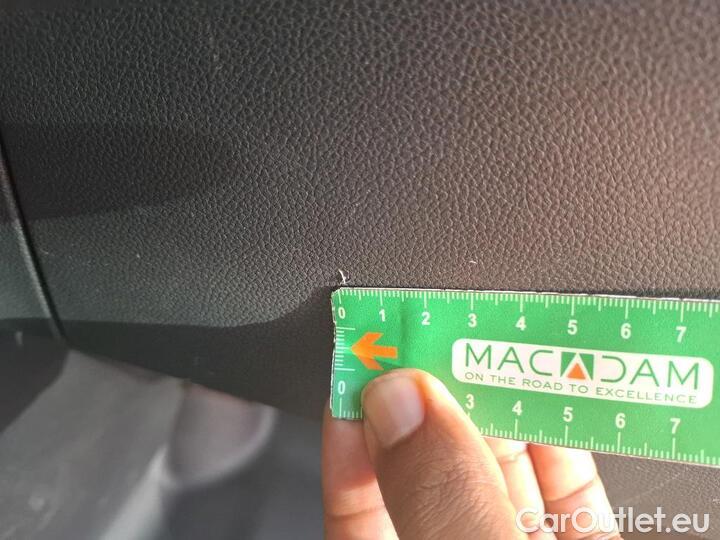 0 1 2 3 4 5 6 7
MACADAM
ON THE ROAD TO EXCELLENCE
0 3 4 5 6 7
CarOutlet.eu